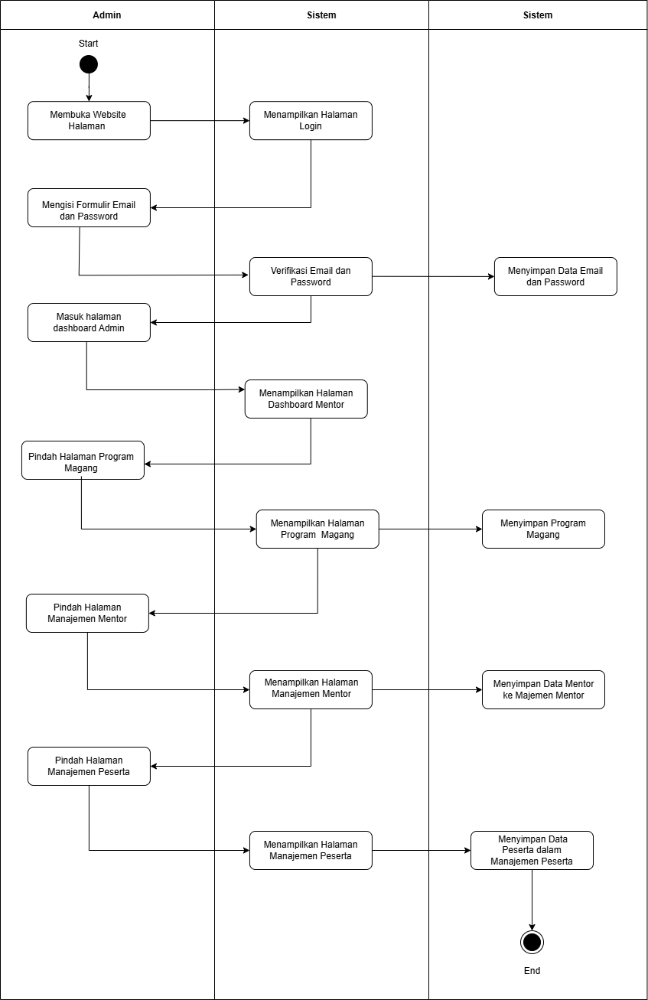 Admin
Sistem
Sistem
Start
Membuka Website
Halaman
Menampilkan Halaman
Login
Mengisi Formulir Email
dan Password
Verifikasi Email dan
Password
Menyimpan Data Email
dan Password
Masuk halaman
dashboard Admin
Menampilkan Halaman
Dashboard Mentor
Pindah Halaman Program
Magang
Menampilkan Halaman
Program Magang
Menyimpan Program
Magang
Pindah Halaman
Manajemen Mentor
Menampilkan Halaman
Manajemen Mentor
Menyimpan Data Mentor
ke Majemen Mentor
Pindah Halaman
Manajemen Peserta
Menampilkan Halaman
Manajemen Peserta
Menyimpan Data
Peserta dalam
Manajemen Peserta
End